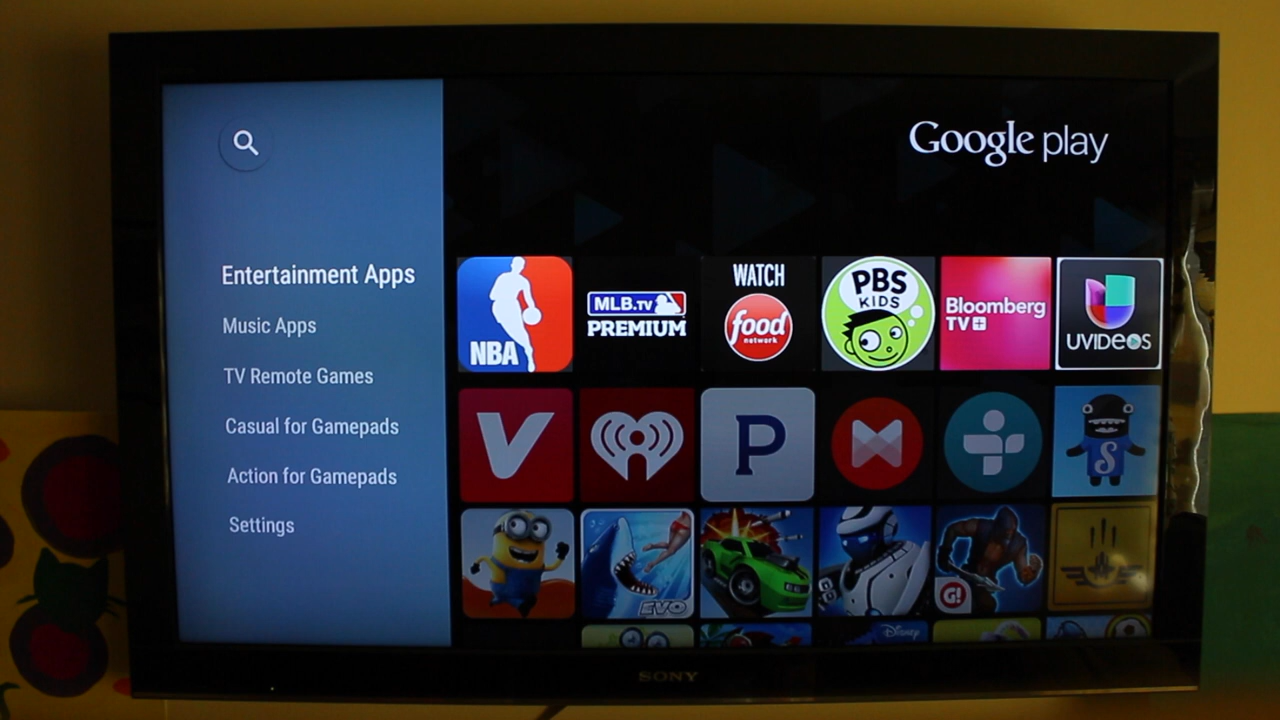 Google play
Entertainment Apps
Music Apps
TV Remote Games
Casual for Gamepads
Action for Gamepads
Settings
NBA
MLB.TV
PREMIUM
WATCH
food
network
PBS
KIDS
Bloomberg
TV+
UVIDEOS
V
P
S
EVO
G!
Disney
SONY